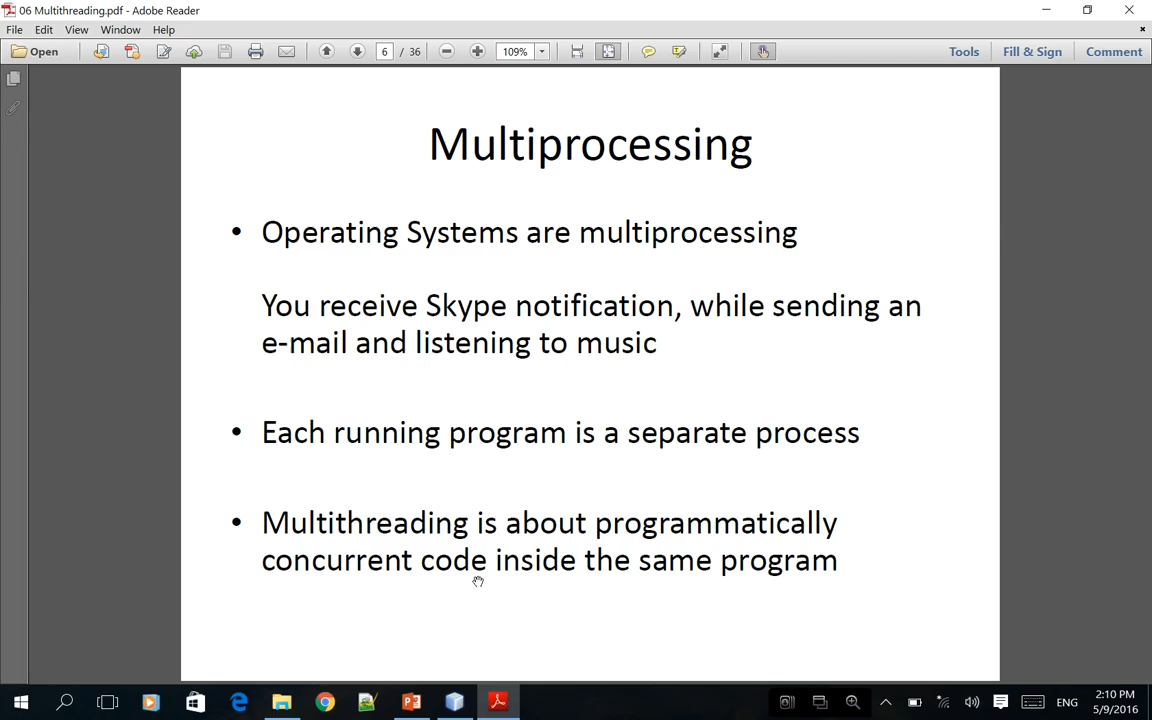 06 Multithreading.pdf - Adobe Reader
File Edit View Window Help
Open 6 / 36 109% Tools Fill & Sign Comment
Multiprocessing
• Operating Systems are multiprocessing
You receive Skype notification, while sending an
e-mail and listening to music
• Each running program is a separate process
• Multithreading is about programmatically
concurrent code inside the same program
ENG
2:10 PM
5/9/2016